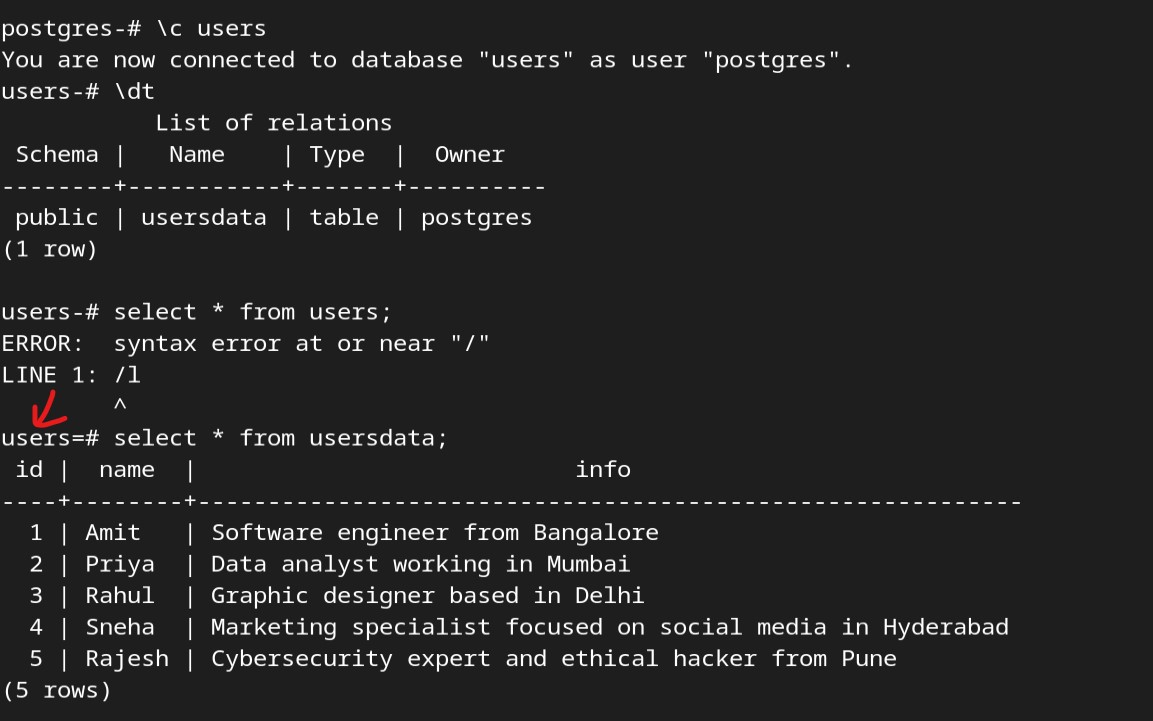 postgres-# \c users
You are now connected to database "users" as user "postgres".
users-# \dt
           List of relations
 Schema |   Name    | Type  |  Owner
--------+-----------+-------+----------
 public | usersdata | table | postgres
(1 row)

users-# select * from users;
ERROR:  syntax error at or near "/"
LINE 1: /l
        ^
users=# select * from usersdata;
 id |  name  |                           info
----+--------+-----------------------------------------------------------
  1 | Amit   | Software engineer from Bangalore
  2 | Priya  | Data analyst working in Mumbai
  3 | Rahul  | Graphic designer based in Delhi
  4 | Sneha  | Marketing specialist focused on social media in Hyderabad
  5 | Rajesh | Cybersecurity expert and ethical hacker from Pune
(5 rows)